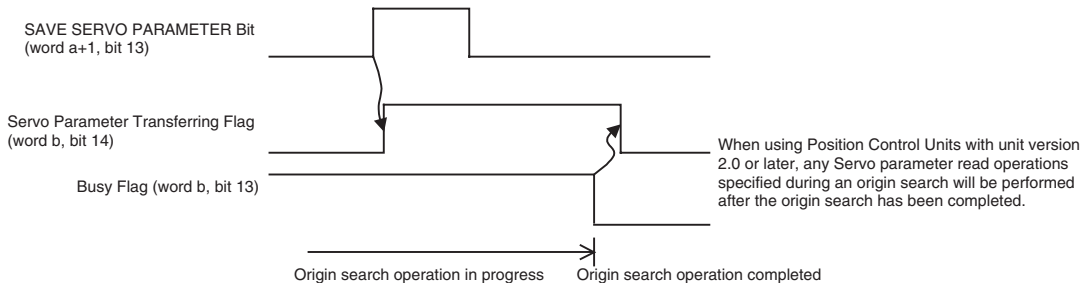 SAVE SERVO PARAMETER Bit
(word a+1, bit 13)
Servo Parameter Transferring Flag
(word b, bit 14)
Busy Flag (word b, bit 13)
When using Position Control Units with unit version
2.0 or later, any Servo parameter read operations
specified during an origin search will be performed
after the origin search has been completed.
Origin search operation in progress
Origin search operation completed